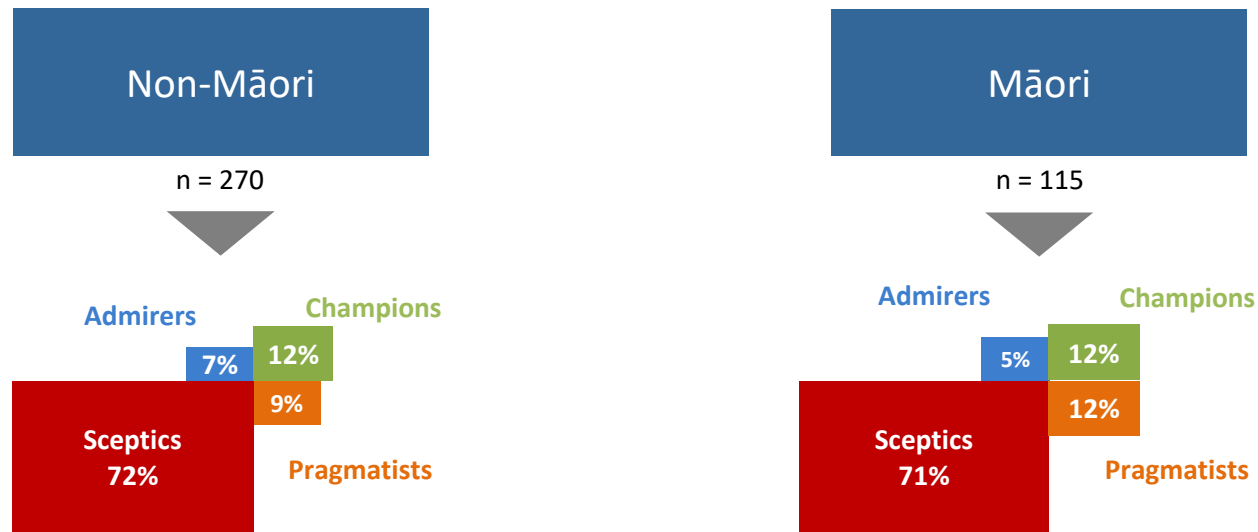 Non-Māori
n = 270
Admirers
Champions
7%
12%
9%
Sceptics
72%
Pragmatists
Māori
n = 115
Admirers
Champions
5%
12%
12%
Sceptics
71%
Pragmatists